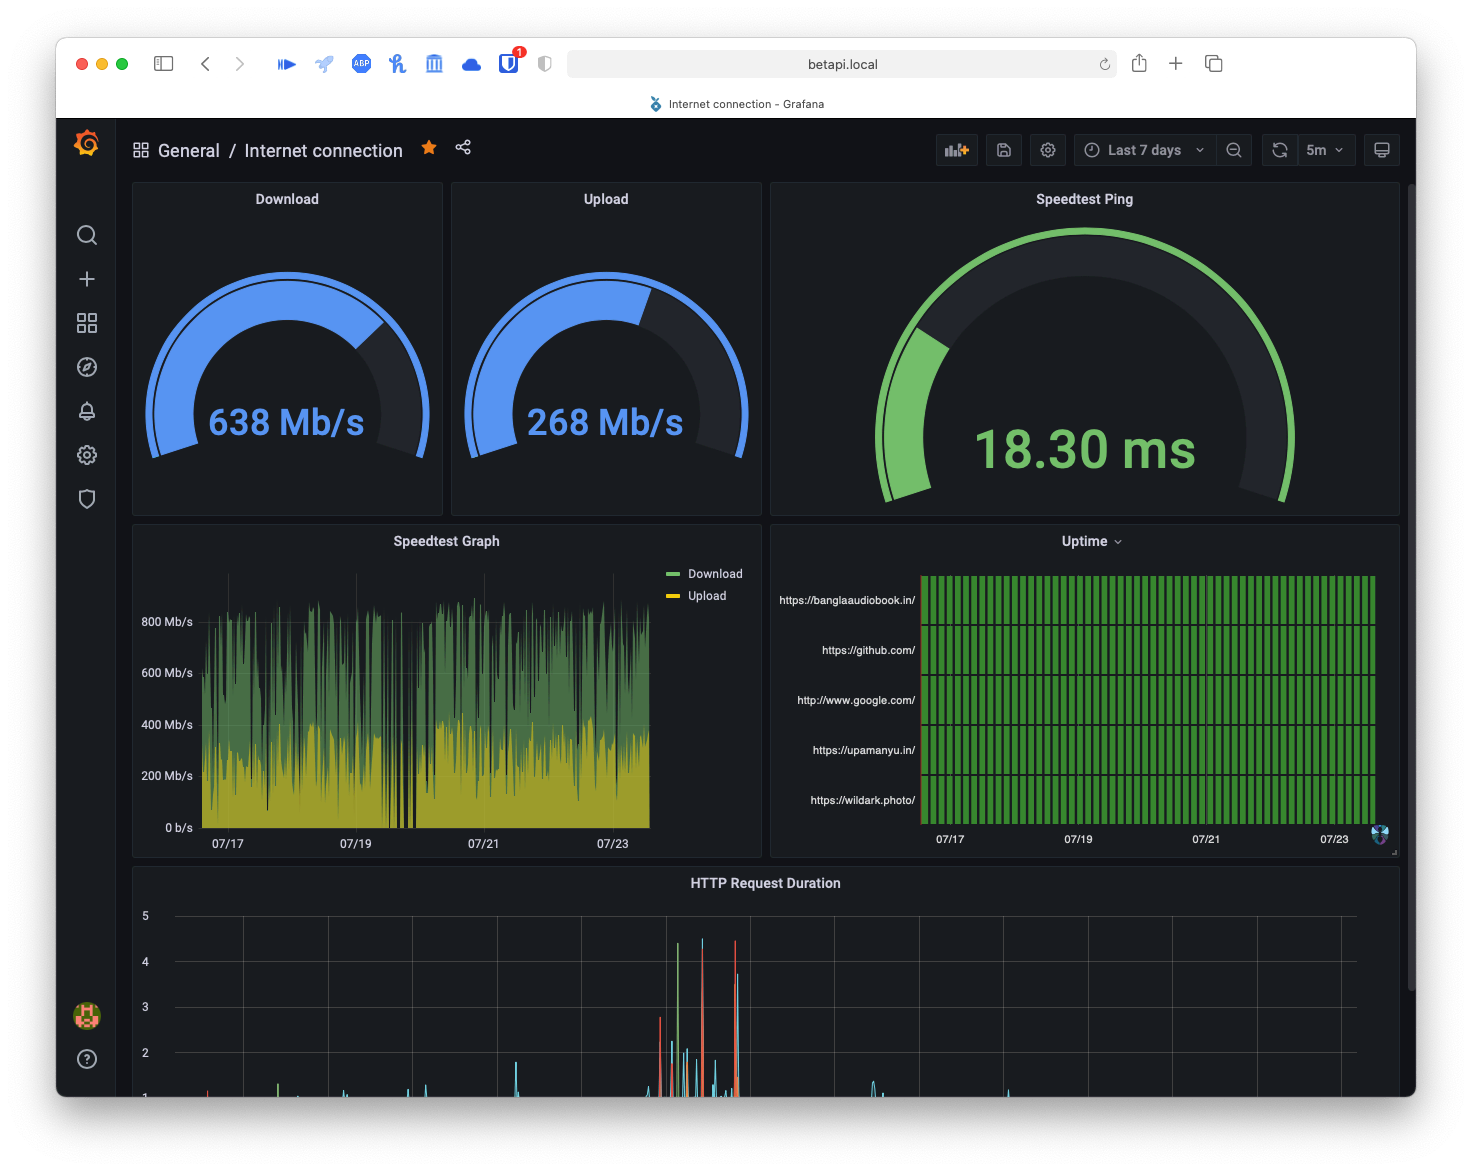 ABP
1
betapi.local
Internet connection - Grafana
General / Internet connection
Last 7 days
5m
Download
Upload
Speedtest Ping
638 Mb/s
268 Mb/s
18.30 ms
Speedtest Graph
Download
Upload
800 Mb/s
600 Mb/s
400 Mb/s
200 Mb/s
0 b/s
07/17
07/19
07/21
07/23
Uptime
https://banglaaudiobook.in/
https://github.com/
http://www.google.com/
https://upamanyu.in/
https://wildark.photo/
07/17
07/19
07/21
07/23
HTTP Request Duration
5
4
3
2
1